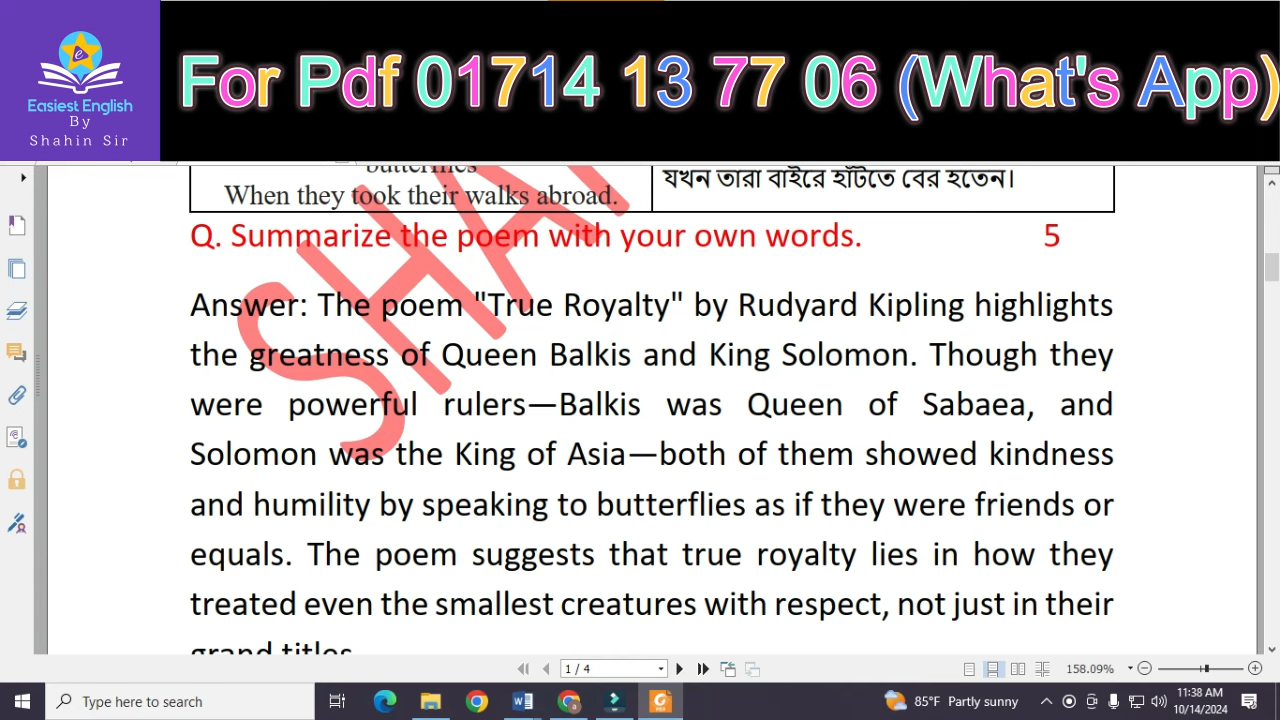 For Pdf 01714 13 77 06 (What's App)
e
Easiest English
By
Shahin Sir
butterflies
When they took their walks abroad.
যখন তারা বাইরে হাঁটতে বের হতেন।
Q. Summarize the poem with your own words. 5
Answer: The poem "True Royalty" by Rudyard Kipling highlights
the greatness of Queen Balkis and King Solomon. Though they
were powerful rulers—Balkis was Queen of Sabaea, and
Solomon was the King of Asia—both of them showed kindness
and humility by speaking to butterflies as if they were friends or
equals. The poem suggests that true royalty lies in how they
treated even the smallest creatures with respect, not just in their
grand titles.
SHA
1 / 4
158.09%
Type here to search
85°F Partly sunny
11:38 AM
10/14/2024